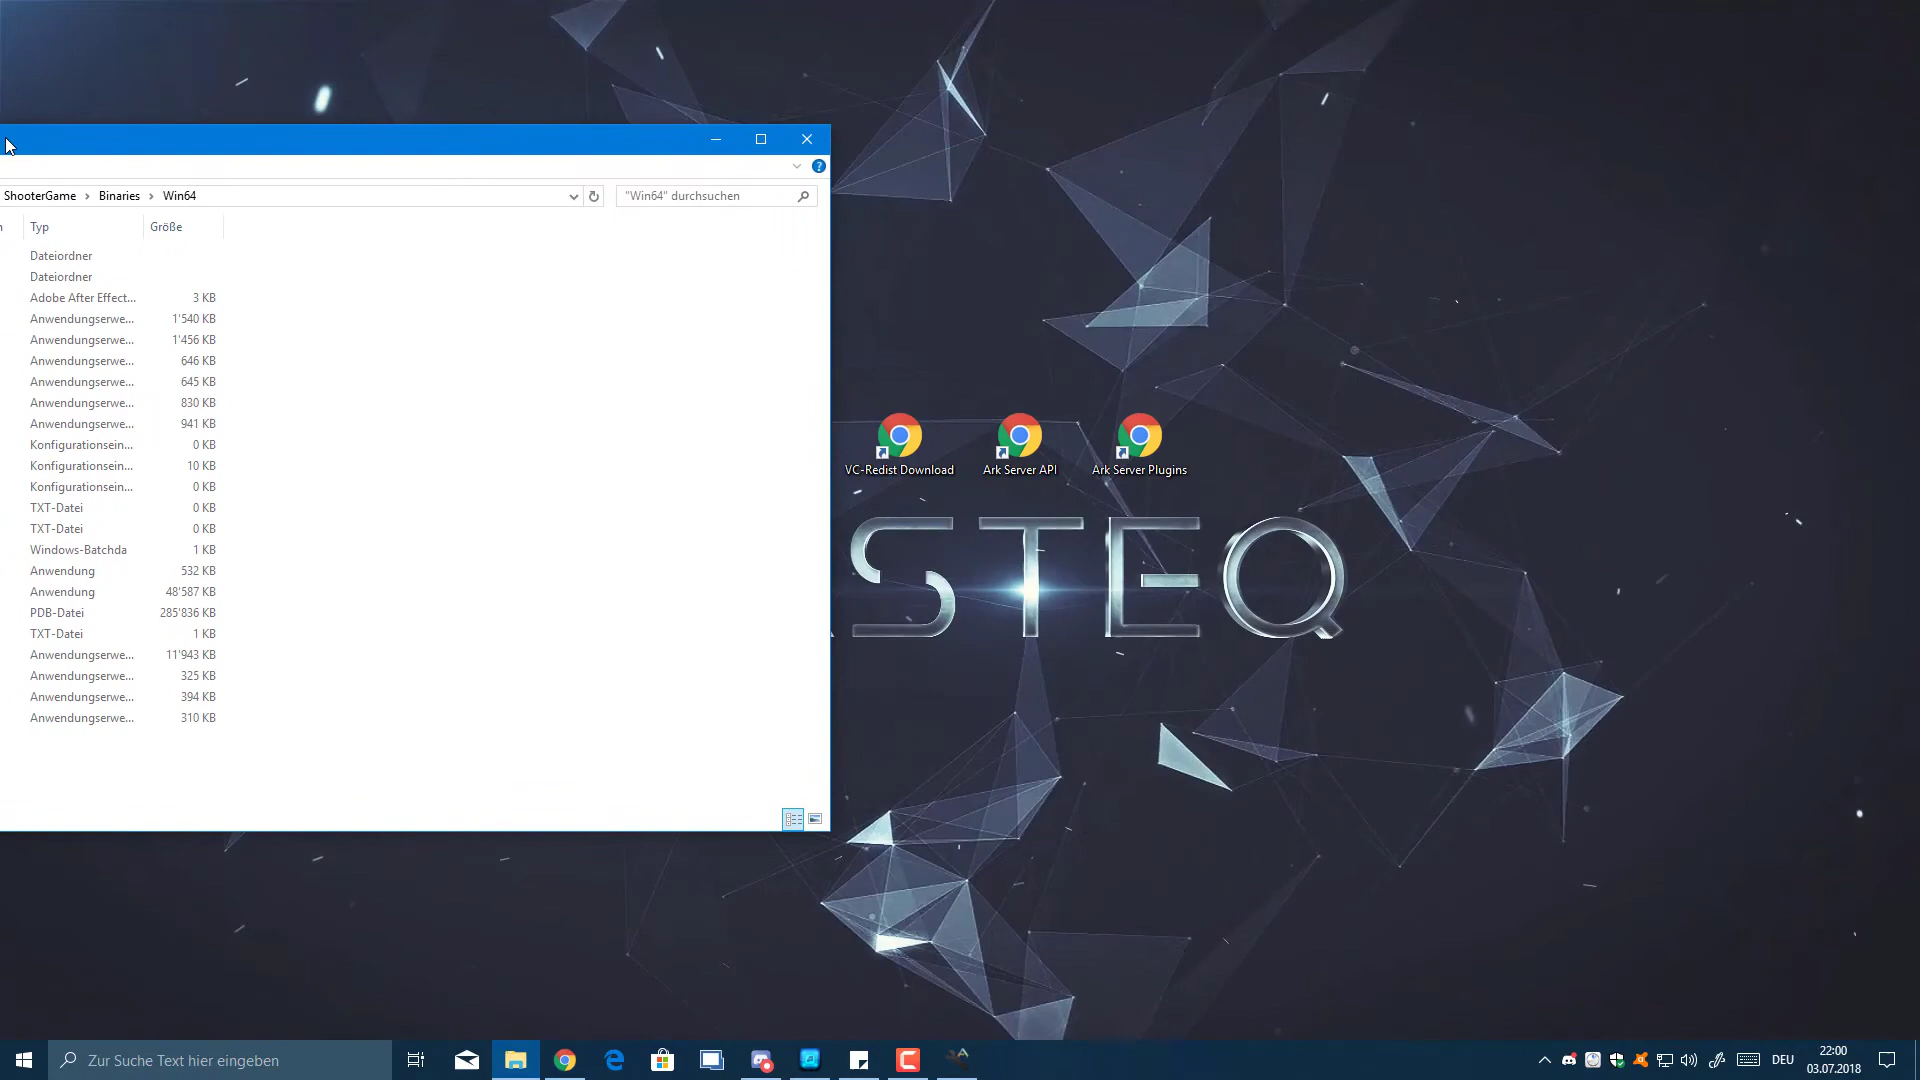 ShooterGame > Binaries > Win64
"Win64" durchsuchen
Typ Größe
Dateiordner
Dateiordner
Adobe After Effect... 3 KB
Anwendungserwe... 1'540 KB
Anwendungserwe... 1'456 KB
Anwendungserwe... 646 KB
Anwendungserwe... 645 KB
Anwendungserwe... 830 KB
Anwendungserwe... 941 KB
Konfigurationsein... 0 KB
Konfigurationsein... 10 KB
Konfigurationsein... 0 KB
TXT-Datei 0 KB
TXT-Datei 0 KB
Windows-Batchda 1 KB
Anwendung 532 KB
Anwendung 48'587 KB
PDB-Datei 285'836 KB
TXT-Datei 1 KB
Anwendungserwe... 11'943 KB
Anwendungserwe... 325 KB
Anwendungserwe... 394 KB
Anwendungserwe... 310 KB
VC-Redist Download
Ark Server API
Ark Server Plugins
STEQ
Zur Suche Text hier eingeben
DEU
22:00
03.07.2018